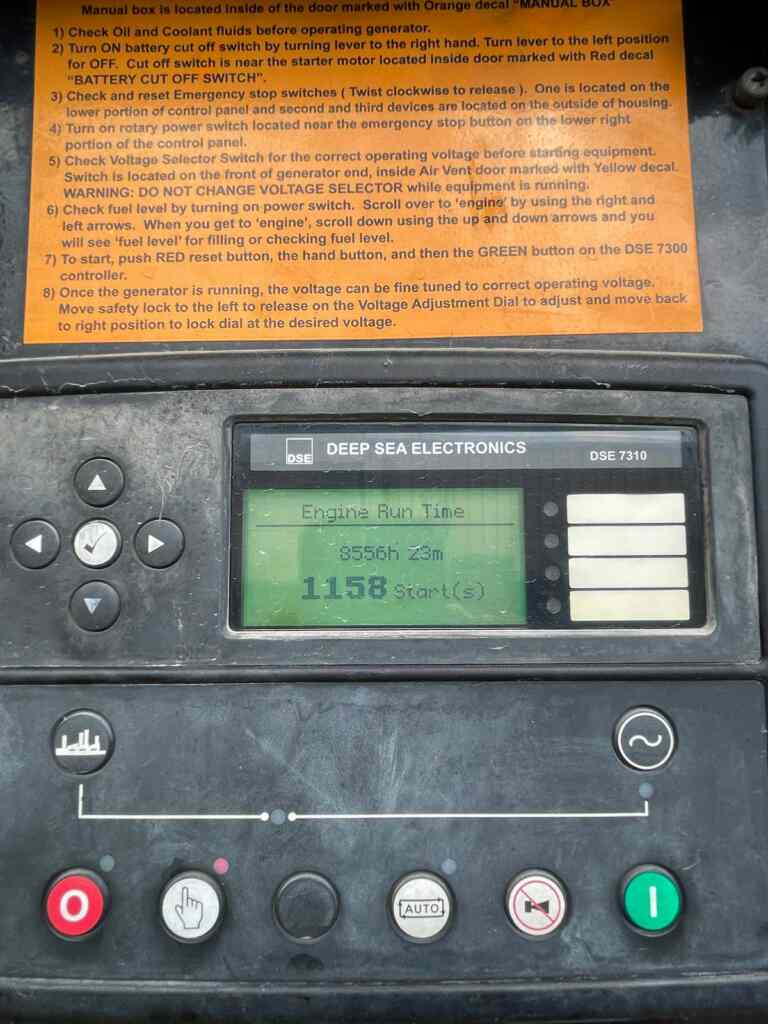 Manual box is located inside of the door marked with Orange decal "MANUAL BOX"
1) Check Oil and Coolant fluids before operating generator.
2) Turn ON battery cut off switch by turning lever to the right hand. Turn lever to the left position
for OFF. Cut off switch is near the starter motor located inside door marked with Red decal
"BATTERY CUT OFF SWITCH".
3) Check and reset Emergency stop switches ( Twist clockwise to release ). One is located on the
lower portion of control panel and second and third devices are located on the outside of housing.
4) Turn on rotary power switch located near the emergency stop button on the lower right
portion of the control panel.
5) Check Voltage Selector Switch for the correct operating voltage before starting equipment.
Switch is located on the front of generator end, inside Air Vent door marked with Yellow decal.
WARNING: DO NOT CHANGE VOLTAGE SELECTOR while equipment is running.
6) Check fuel level by turning on power switch. Scroll over to 'engine' by using the right and
left arrows. When you get to 'engine', scroll down using the up and down arrows and you
will see 'fuel level' for filling or checking fuel level.
7) To start, push RED reset button, the hand button, and then the GREEN button on the DSE 7300
controller.
8) Once the generator is running, the voltage can be fine tuned to correct operating voltage.
Move safety lock to the left to release on the Voltage Adjustment Dial to adjust and move back
to right position to lock dial at the desired voltage.
DSE DEEP SEA ELECTRONICS DSE 7310
Engine Run Time
8556h 23m
1158 Start(s)
O AUTO I